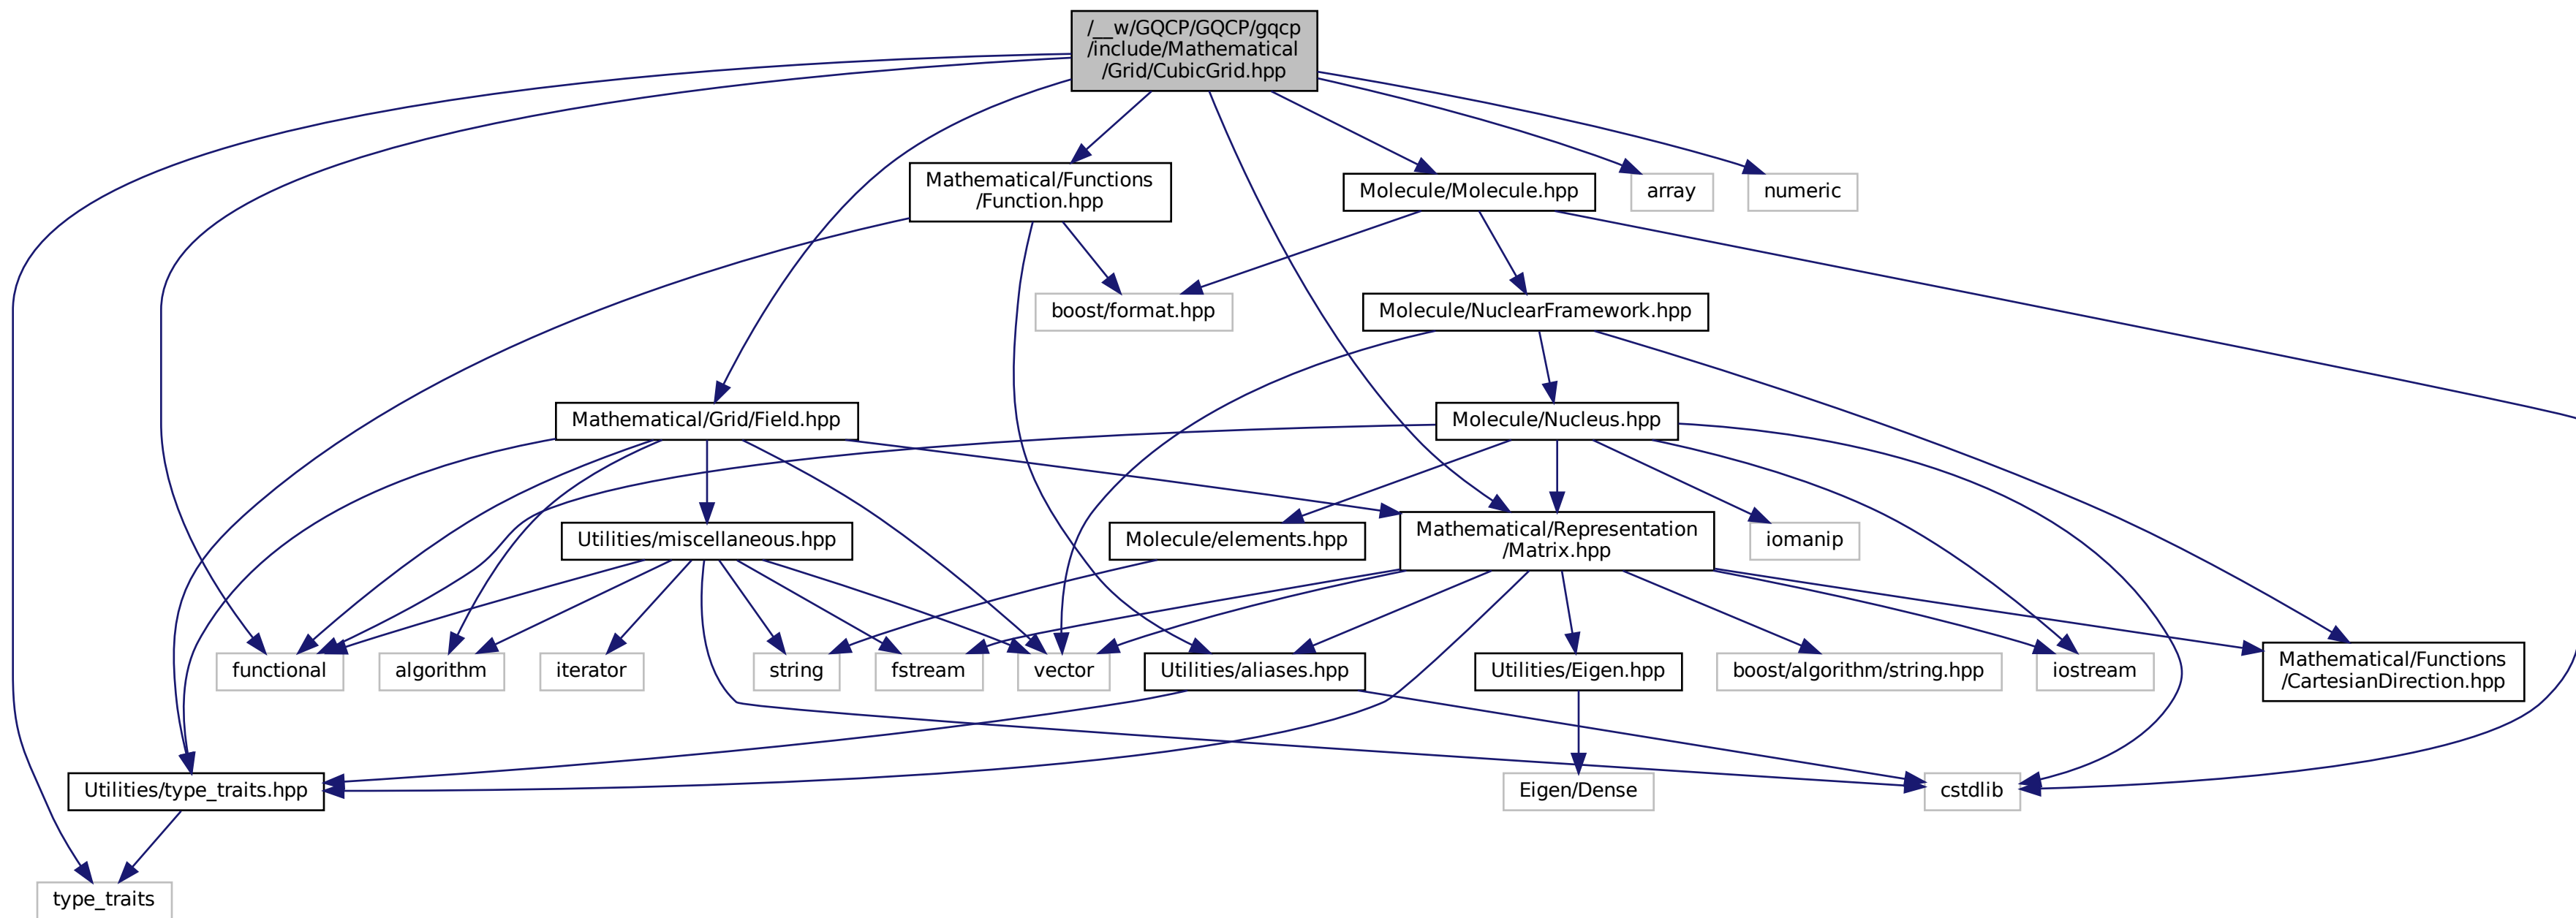 /__w/GQCP/GQCP/gqcp
/include/Mathematical
/Grid/CubicGrid.hpp
Mathematical/Functions
/Function.hpp
Molecule/Molecule.hpp
array
numeric
boost/format.hpp
Molecule/NuclearFramework.hpp
Mathematical/Grid/Field.hpp
Molecule/Nucleus.hpp
Utilities/miscellaneous.hpp
Molecule/elements.hpp
Mathematical/Representation
/Matrix.hpp
iomanip
functional
algorithm
iterator
string
fstream
vector
Utilities/aliases.hpp
Utilities/Eigen.hpp
boost/algorithm/string.hpp
iostream
Mathematical/Functions
/CartesianDirection.hpp
Utilities/type_traits.hpp
Eigen/Dense
cstdlib
type_traits